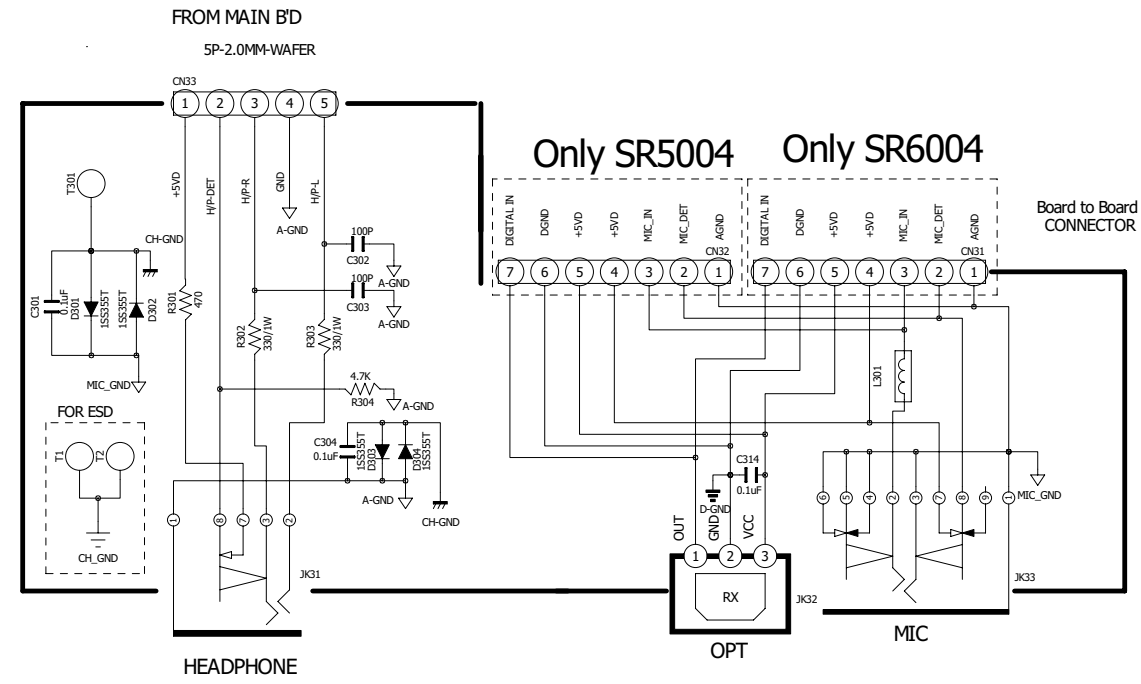 FROM MAIN B'D
5P-2.0MM-WAFER
CN33
1 2 3 4 5
+5VD
H/P-DET
H/P-R
GND
H/P-L
A-GND
T301
CH-GND
C301
0.1uF
D301
1SS355T
1SS355T
D302
MIC_GND
R301
470
100P
C302
A-GND
100P
C303
A-GND
R302
330/1W
R303
330/1W
4.7K
R304
A-GND
FOR ESD
T1
T2
CH_GND
C304
0.1uF
1SS355T
D303
D304
1SS355T
A-GND
CH-GND
1 8 7 3 2
JK31
HEADPHONE
Only SR5004
DIGITAL IN
DGND
+5VD
+5VD
MIC_IN
MIC_DET
AGND
CN32
7 6 5 4 3 2 1
Only SR6004
DIGITAL IN
DGND
+5VD
+5VD
MIC_IN
MIC_DET
AGND
CN31
7 6 5 4 3 2 1
Board to Board
CONNECTOR
L301
C314
0.1uF
D-GND
OUT
GND
VCC
1 2 3
RX
JK32
OPT
6 5 4 2 3 7 8 9 1
MIC_GND
JK33
MIC